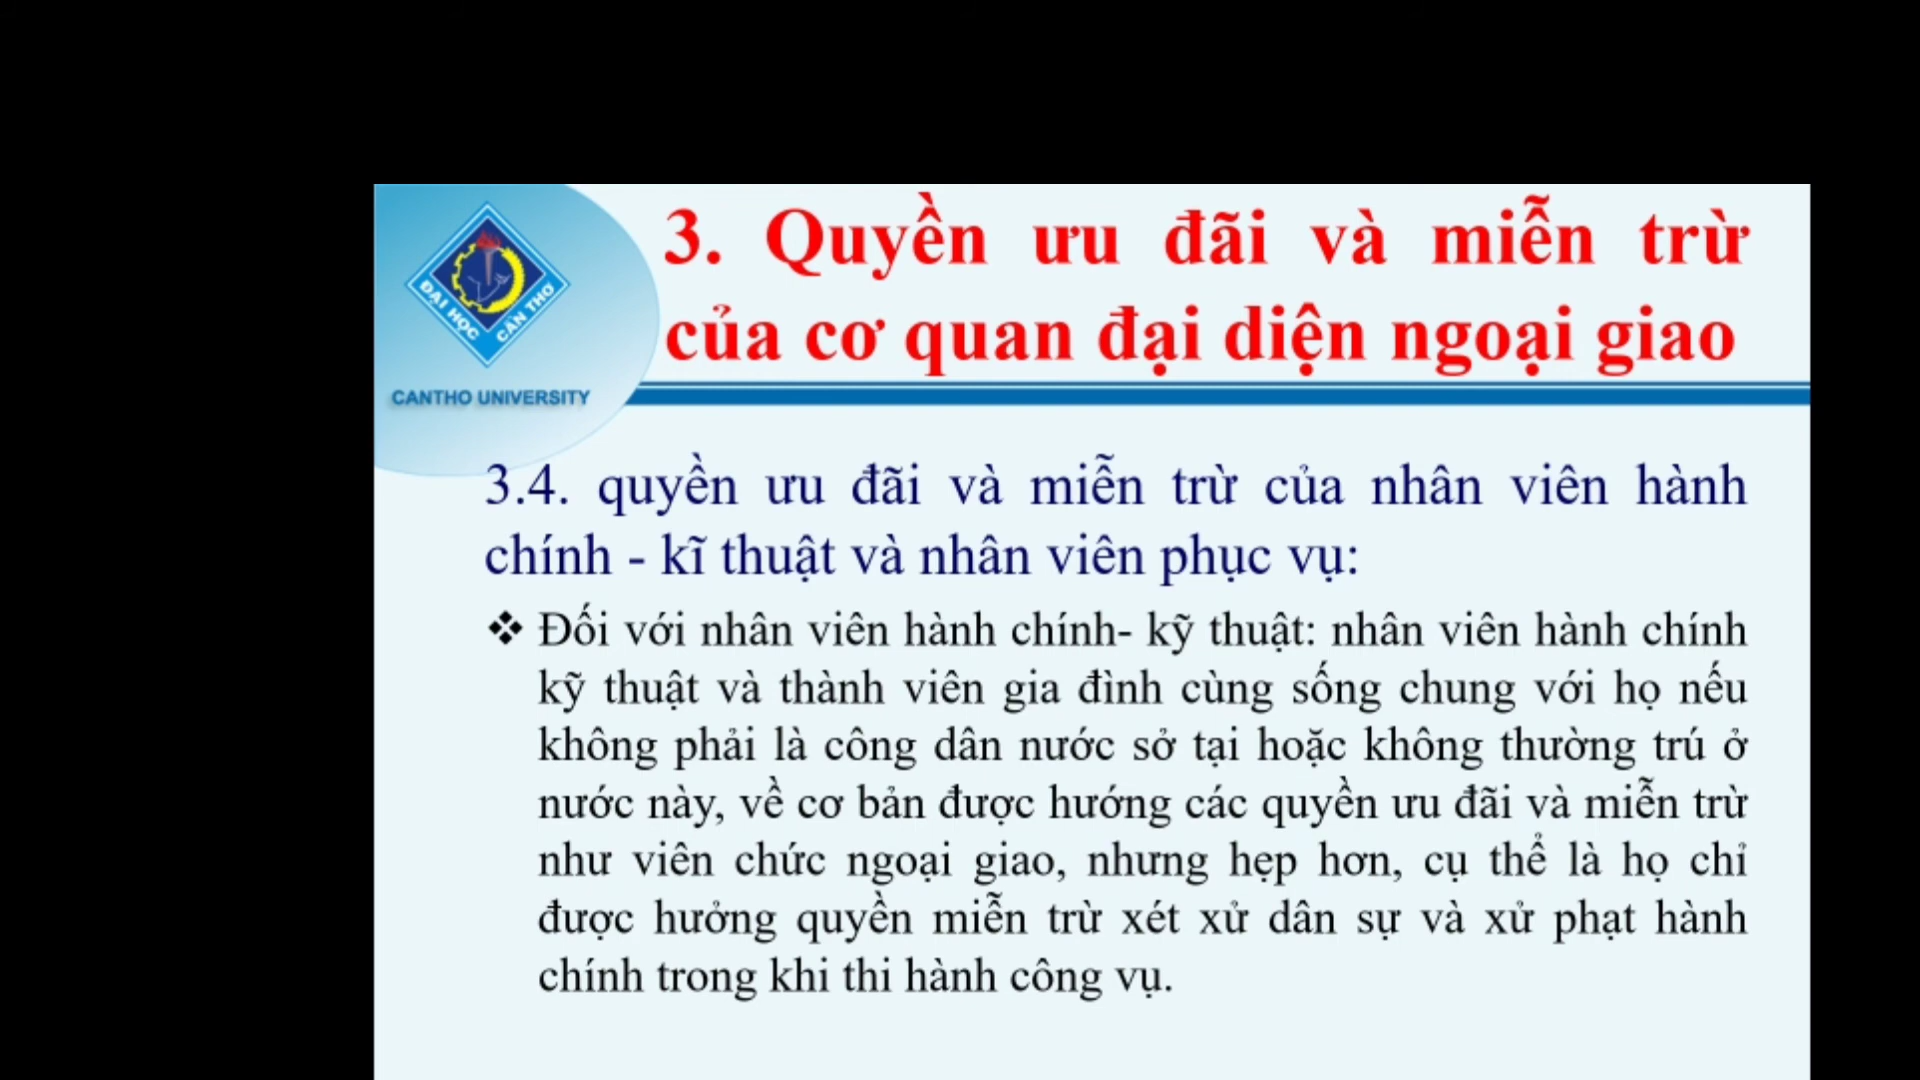 3. Quyền ưu đãi và miễn trừ
của cơ quan đại diện ngoại giao
ĐẠI HỌC CẦN THƠ
CANTHO UNIVERSITY
3.4. quyền ưu đãi và miễn trừ của nhân viên hành
chính - kĩ thuật và nhân viên phục vụ:
❖ Đối với nhân viên hành chính- kỹ thuật: nhân viên hành chính
kỹ thuật và thành viên gia đình cùng sống chung với họ nếu
không phải là công dân nước sở tại hoặc không thường trú ở
nước này, về cơ bản được hướng các quyền ưu đãi và miễn trừ
như viên chức ngoại giao, nhưng hẹp hơn, cụ thể là họ chỉ
được hưởng quyền miễn trừ xét xử dân sự và xử phạt hành
chính trong khi thi hành công vụ.